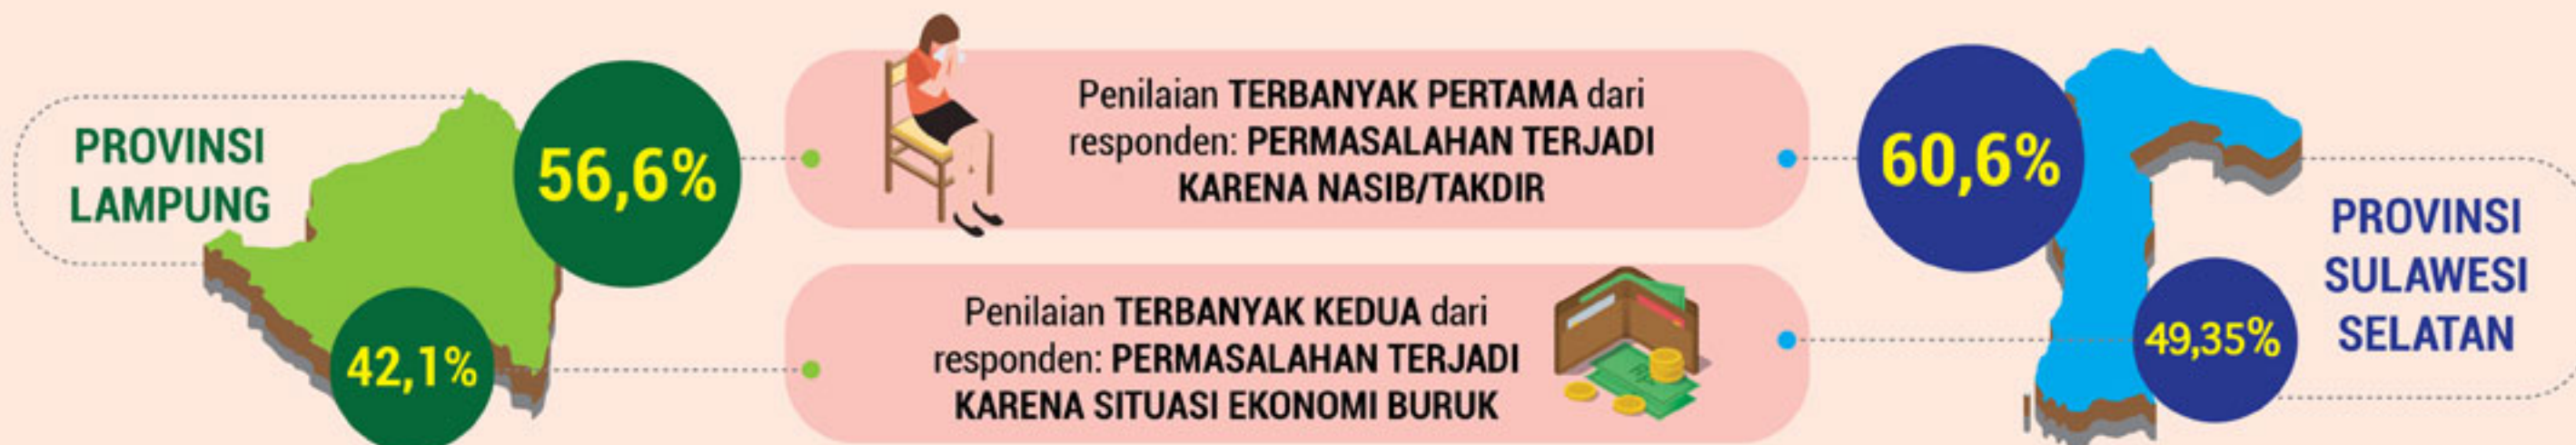 PROVINSI
LAMPUNG
56,6%
42,1%
Penilaian TERBANYAK PERTAMA dari
responden: PERMASALAHAN TERJADI
KARENA NASIB/TAKDIR
Penilaian TERBANYAK KEDUA dari
responden: PERMASALAHAN TERJADI
KARENA SITUASI EKONOMI BURUK
60,6%
49,35%
PROVINSI
SULAWESI
SELATAN